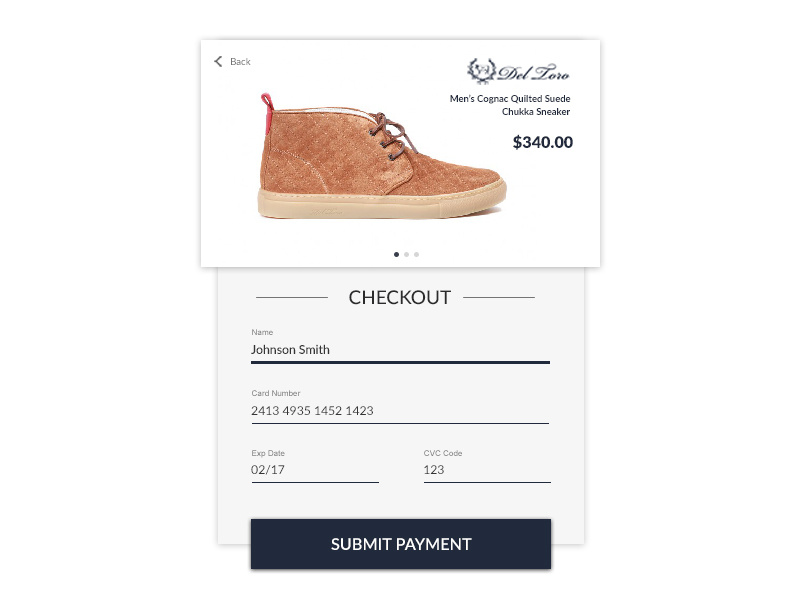 Back
Del Toro
Men's Cognac Quilted Suede
Chukka Sneaker
$340.00
CHECKOUT
Name
Johnson Smith
Card Number
2413 4935 1452 1423
Exp Date
CVC Code
02/17
123
SUBMIT PAYMENT